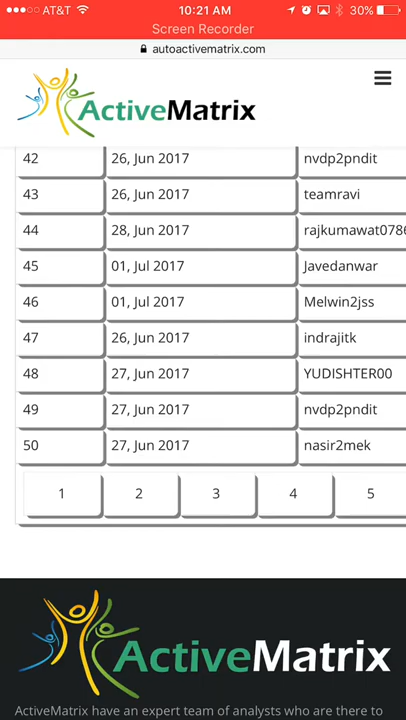 AT&T 10:21 AM 30%
Screen Recorder
autoactivematrix.com
ActiveMatrix
42 26, Jun 2017 nvdp2pndit
43 26, Jun 2017 teamravi
44 28, Jun 2017 rajkumawat0786
45 01, Jul 2017 Javedanwar
46 01, Jul 2017 Melwin2jss
47 26, Jun 2017 indrajitk
48 27, Jun 2017 YUDISHTER00
49 27, Jun 2017 nvdp2pndit
50 27, Jun 2017 nasir2mek
1 2 3 4 5
ActiveMatrix
ActiveMatrix have an expert team of analysts who are there to